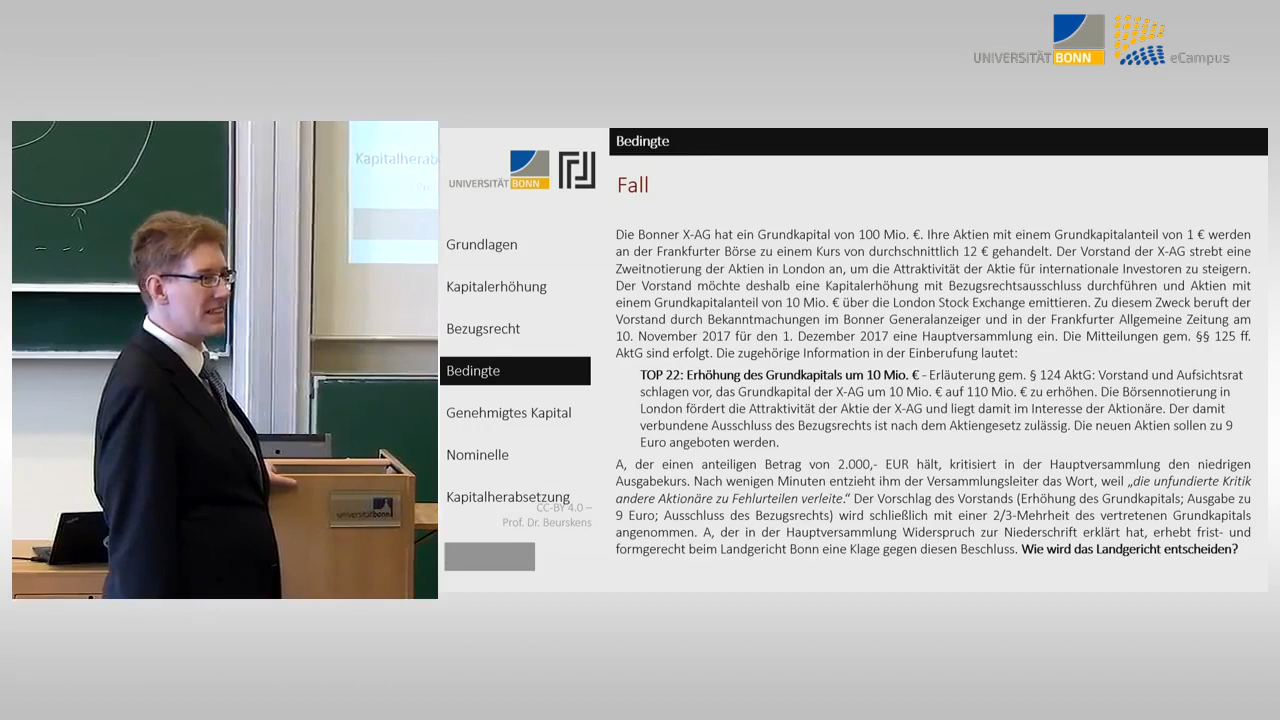 UNIVERSITÄT BONN eCampus
Kapitalherab
UNIVERSITÄT BONN
Grundlagen
Kapitalerhöhung
Bezugsrecht
Bedingte
Genehmigtes Kapital
Nominelle
Kapitalherabsetzung
CC-BY 4.0 –
Prof. Dr. Beurskens
universitätbonn
Bedingte
Fall
Die Bonner X-AG hat ein Grundkapital von 100 Mio. €. Ihre Aktien mit einem Grundkapitalanteil von 1 € werden
an der Frankfurter Börse zu einem Kurs von durchschnittlich 12 € gehandelt. Der Vorstand der X-AG strebt eine
Zweitnotierung der Aktien in London an, um die Attraktivität der Aktie für internationale Investoren zu steigern.
Der Vorstand möchte deshalb eine Kapitalerhöhung mit Bezugsrechtsausschluss durchführen und Aktien mit
einem Grundkapitalanteil von 10 Mio. € über die London Stock Exchange emittieren. Zu diesem Zweck beruft der
Vorstand durch Bekanntmachungen im Bonner Generalanzeiger und in der Frankfurter Allgemeine Zeitung am
10. November 2017 für den 1. Dezember 2017 eine Hauptversammlung ein. Die Mitteilungen gem. §§ 125 ff.
AktG sind erfolgt. Die zugehörige Information in der Einberufung lautet:
TOP 22: Erhöhung des Grundkapitals um 10 Mio. € - Erläuterung gem. § 124 AktG: Vorstand und Aufsichtsrat
schlagen vor, das Grundkapital der X-AG um 10 Mio. € auf 110 Mio. € zu erhöhen. Die Börsennotierung in
London fördert die Attraktivität der Aktie der X-AG und liegt damit im Interesse der Aktionäre. Der damit
verbundene Ausschluss des Bezugsrechts ist nach dem Aktiengesetz zulässig. Die neuen Aktien sollen zu 9
Euro angeboten werden.
A, der einen anteiligen Betrag von 2.000,- EUR hält, kritisiert in der Hauptversammlung den niedrigen
Ausgabekurs. Nach wenigen Minuten entzieht ihm der Versammlungsleiter das Wort, weil „die unfundierte Kritik
andere Aktionäre zu Fehlurteilen verleite.“ Der Vorschlag des Vorstands (Erhöhung des Grundkapitals; Ausgabe zu
9 Euro; Ausschluss des Bezugsrechts) wird schließlich mit einer 2/3-Mehrheit des vertretenen Grundkapitals
angenommen. A, der in der Hauptversammlung Widerspruch zur Niederschrift erklärt hat, erhebt frist- und
formgerecht beim Landgericht Bonn eine Klage gegen diesen Beschluss. Wie wird das Landgericht entscheiden?